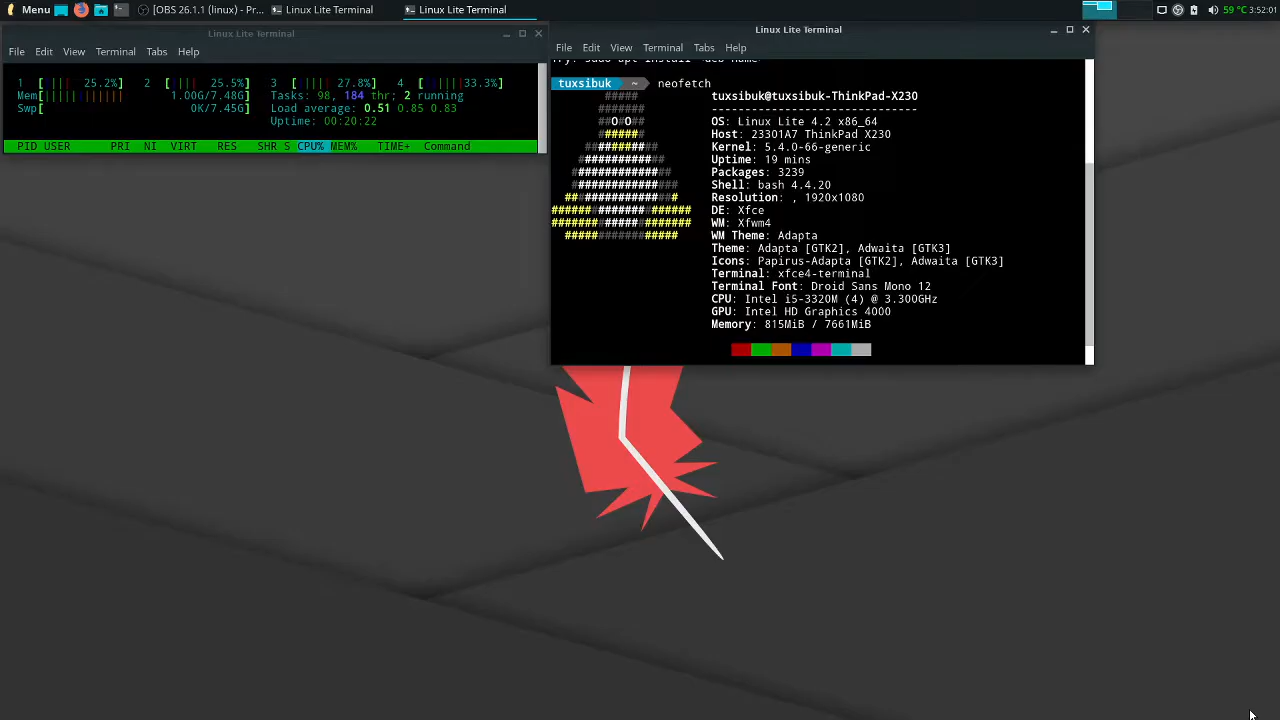 Menu
[OBS 26.1.1 (linux) - Pr...
Linux Lite Terminal
Linux Lite Terminal
59 °C
3:52:01
Linux Lite Terminal
File Edit View Terminal Tabs Help
1 [|||| 25.2%] 2 [|||| 25.5%] 3 [|||| 27.8%] 4 [|||||33.3%]
Mem[ 1.00G/7.48G] Tasks: 98, 184 thr; 2 running
Swp[ 0K/7.45G] Load average: 0.51 0.85 0.83
Uptime: 00:20:22
PID USER PRI NI VIRT RES SHR S CPU% MEM% TIME+ Command
Linux Lite Terminal
File Edit View Terminal Tabs Help
tuxsibuk ~ neofetch
tuxsibuk@tuxsibuk-ThinkPad-X230
-------------------------------
OS: Linux Lite 4.2 x86_64
Host: 23301A7 ThinkPad X230
Kernel: 5.4.0-66-generic
Uptime: 19 mins
Packages: 3239
Shell: bash 4.4.20
Resolution: , 1920x1080
DE: Xfce
WM: Xfwm4
WM Theme: Adapta
Theme: Adapta [GTK2], Adwaita [GTK3]
Icons: Papirus-Adapta [GTK2], Adwaita [GTK3]
Terminal: xfce4-terminal
Terminal Font: Droid Sans Mono 12
CPU: Intel i5-3320M (4) @ 3.300GHz
GPU: Intel HD Graphics 4000
Memory: 815MiB / 7661MiB